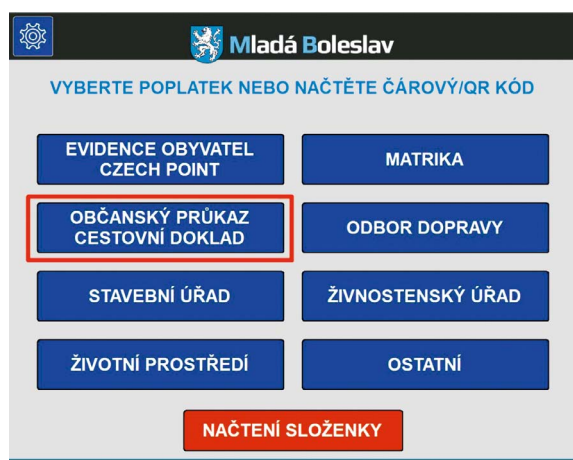 Mladá Boleslav
VYBERTE POPLATEK NEBO NAČTĚTE ČÁROVÝ/QR KÓD
EVIDENCE OBYVATEL
CZECH POINT
MATRIKA
OBČANSKÝ PRŮKAZ
CESTOVNÍ DOKLAD
ODBOR DOPRAVY
STAVEBNÍ ÚŘAD
ŽIVNOSTENSKÝ ÚŘAD
ŽIVOTNÍ PROSTŘEDÍ
OSTATNÍ
NAČTENÍ SLOŽENKY